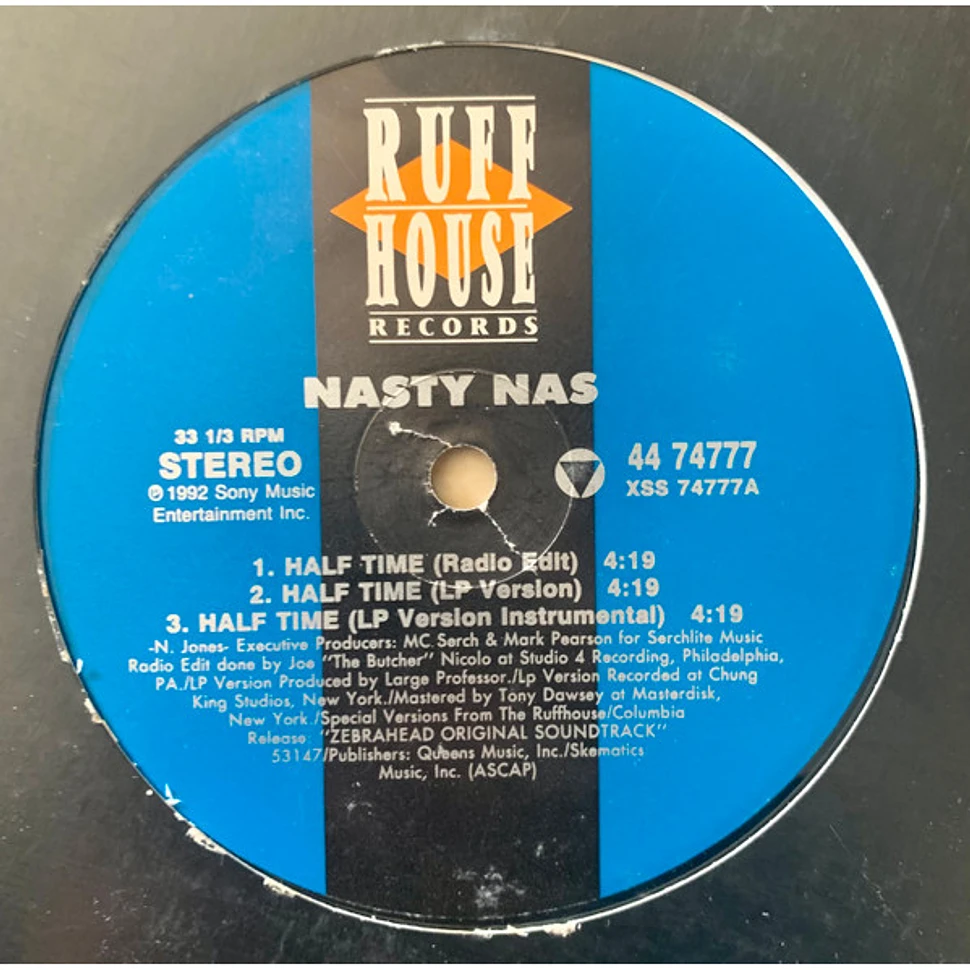 RUFF
HOUSE
RECORDS
NASTY NAS
33 1/3 RPM
STEREO
℗ 1992 Sony Music
Entertainment Inc.
44 74777
XSS 74777A
1. HALF TIME (Radio Edit) 4:19
2. HALF TIME (LP Version) 4:19
3. HALF TIME (LP Version Instrumental) 4:19
-N. Jones- Executive Producers: MC Serch & Mark Pearson for Serchlite Music
Radio Edit done by Joe "The Butcher" Nicolo at Studio 4 Recording, Philadelphia,
PA./LP Version Produced by Large Professor./Lp Version Recorded at Chung
King Studios, New York./Mastered by Tony Dawsey at Masterdisk,
New York./Special Versions From The Ruffhouse/Columbia
Release: "ZEBRAHEAD ORIGINAL SOUNDTRACK"
53147/Publishers: Queens Music, Inc./Skematics
Music, Inc. (ASCAP)